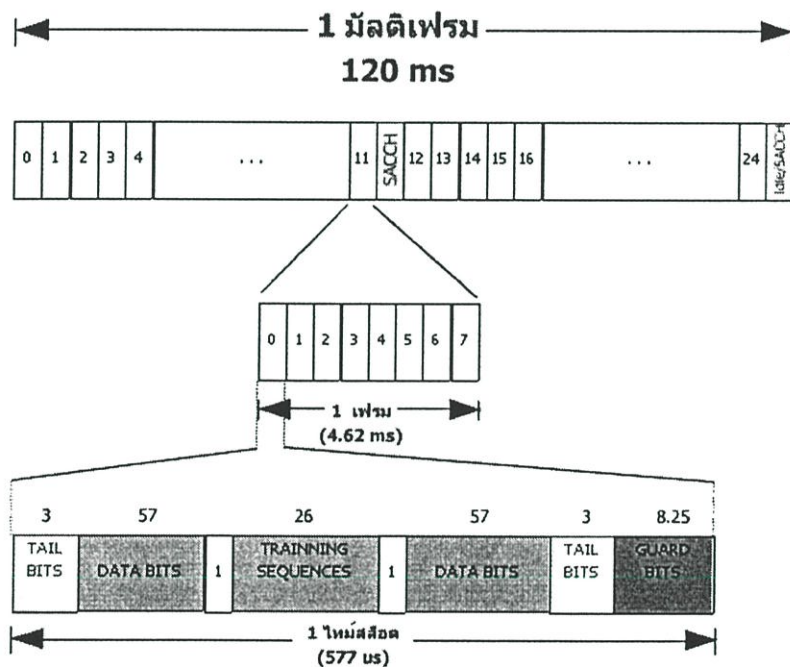 1 มัลติเฟรม
120 ms
0 1 2 3 4 ... 11 SACCH 12 13 14 15 16 ... 24 Idle/SACCH
0 1 2 3 4 5 6 7
1 เฟรม
(4.62 ms)
3 57 26 57 3 8.25
TAIL BITS DATA BITS 1 TRAINNING SEQUENCES 1 DATA BITS TAIL BITS GUARD BITS
1 ไทม์สล๊อต
(577 us)